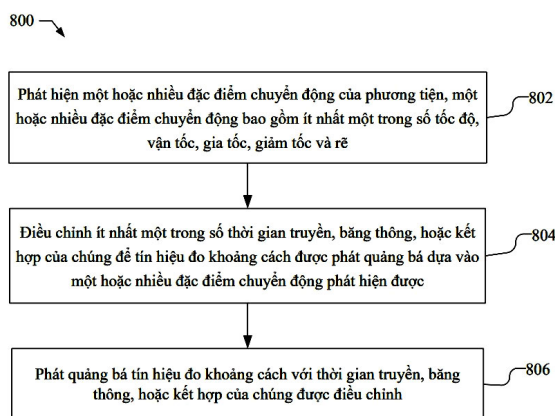 800
Phát hiện một hoặc nhiều đặc điểm chuyển động của phương tiện, một
hoặc nhiều đặc điểm chuyển động bao gồm ít nhất một trong số tốc độ,
vận tốc, gia tốc, giảm tốc và rẽ
802
Điều chỉnh ít nhất một trong số thời gian truyền, băng thông, hoặc kết
hợp của chúng để tín hiệu đo khoảng cách được phát quảng bá dựa vào
một hoặc nhiều đặc điểm chuyển động phát hiện được
804
Phát quảng bá tín hiệu đo khoảng cách với thời gian truyền, băng
thông, hoặc kết hợp của chúng được điều chỉnh
806